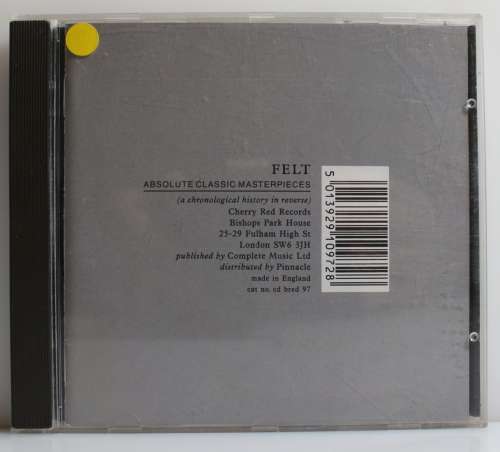 FELT
ABSOLUTE CLASSIC MASTERPIECES
(a chronological history in reverse)
Cherry Red Records
Bishops Park House
25-29 Fulham High St
London SW6 3JH
published by Complete Music Ltd
distributed by Pinnacle
made in England
cat no. cd bred 97
5 013929 109728